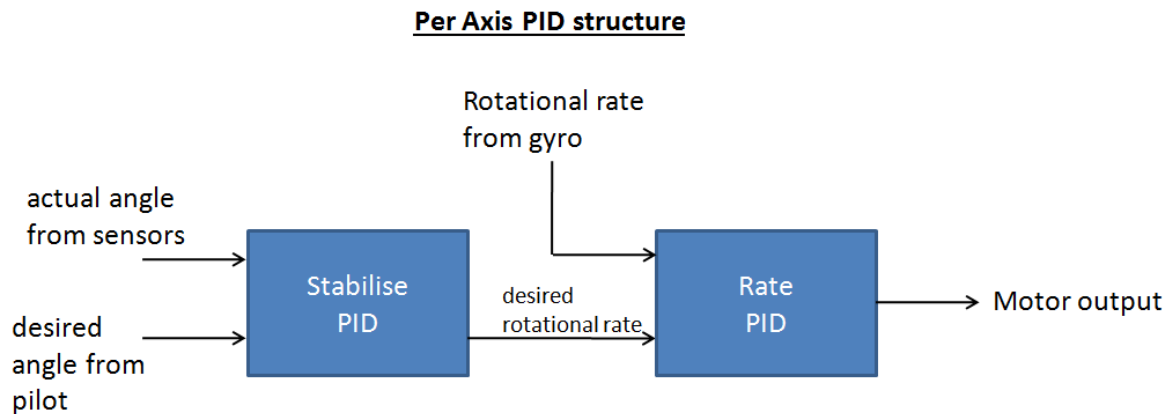 Per Axis PID structure
Rotational rate
from gyro
actual angle
from sensors
Stabilise
PID
desired
rotational rate
Rate
PID
Motor output
desired
angle from
pilot